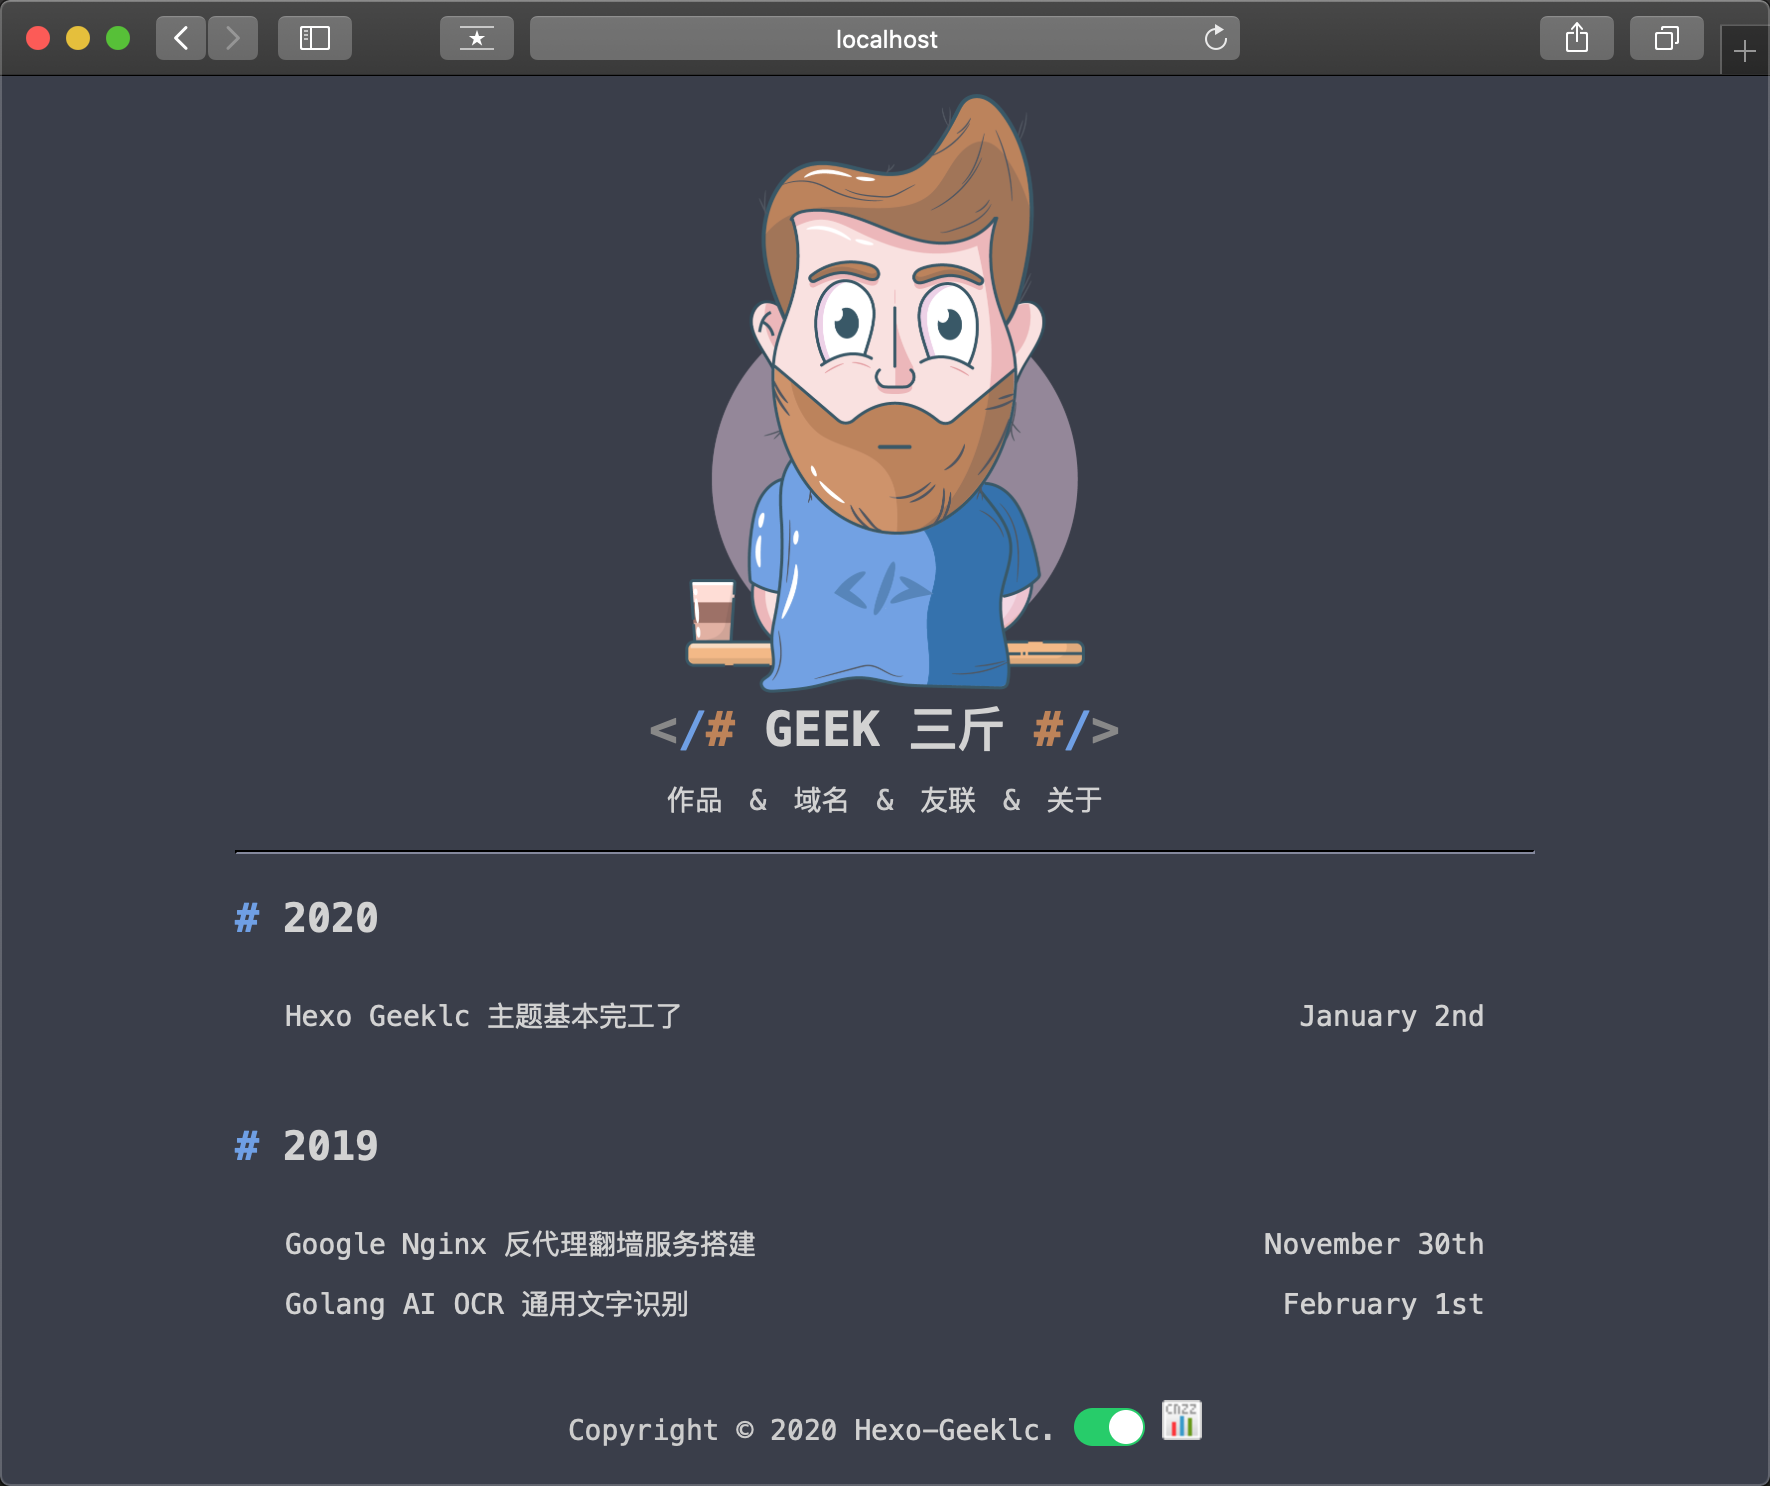 localhost
</>
</# GEEK 三斤 #/>
作品 & 域名 & 友联 & 关于
# 2020
Hexo Geeklc 主题基本完工了 January 2nd
# 2019
Google Nginx 反代理翻墙服务搭建 November 30th
Golang AI OCR 通用文字识别 February 1st
Copyright © 2020 Hexo-Geeklc. CNZZ